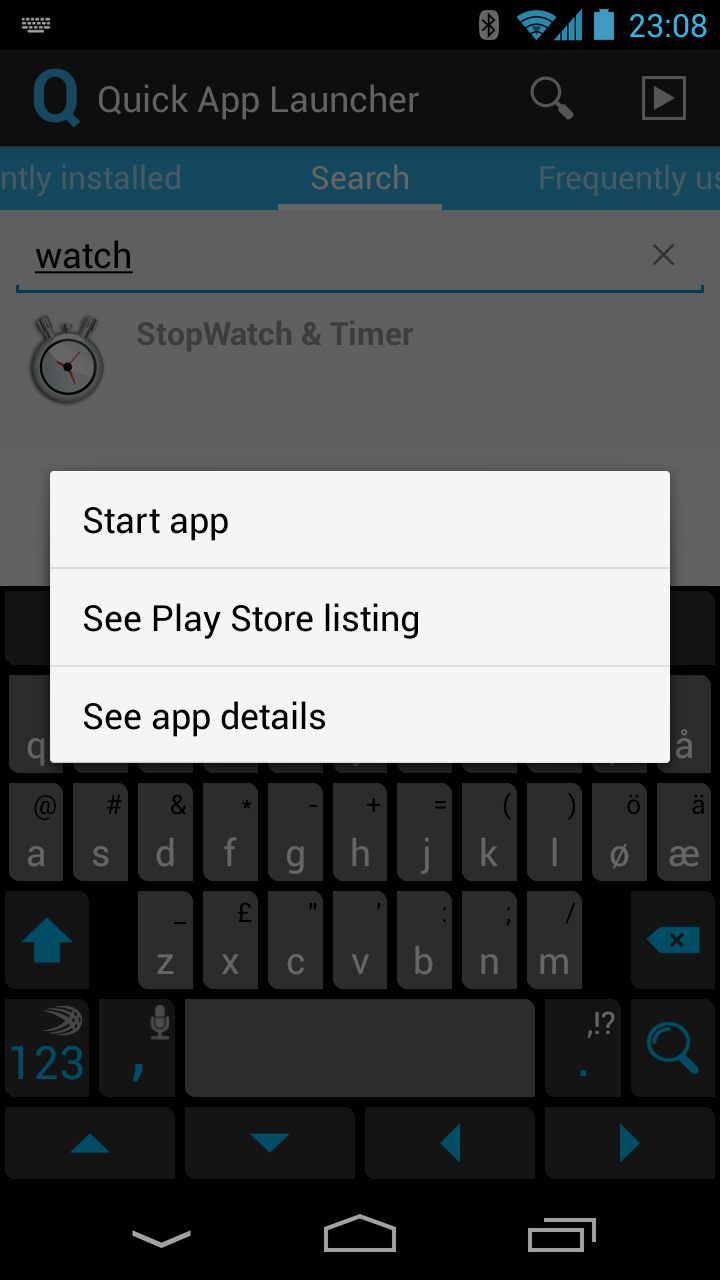 23:08
Q Quick App Launcher
ntly installed Search Frequently us
watch
StopWatch & Timer
Start app
See Play Store listing
See app details
q å
@ # & * - + = ( ) ö ä
a s d f g h j k l ø æ
_ £ " ' : ; /
z x c v b n m
,!?
123 , .